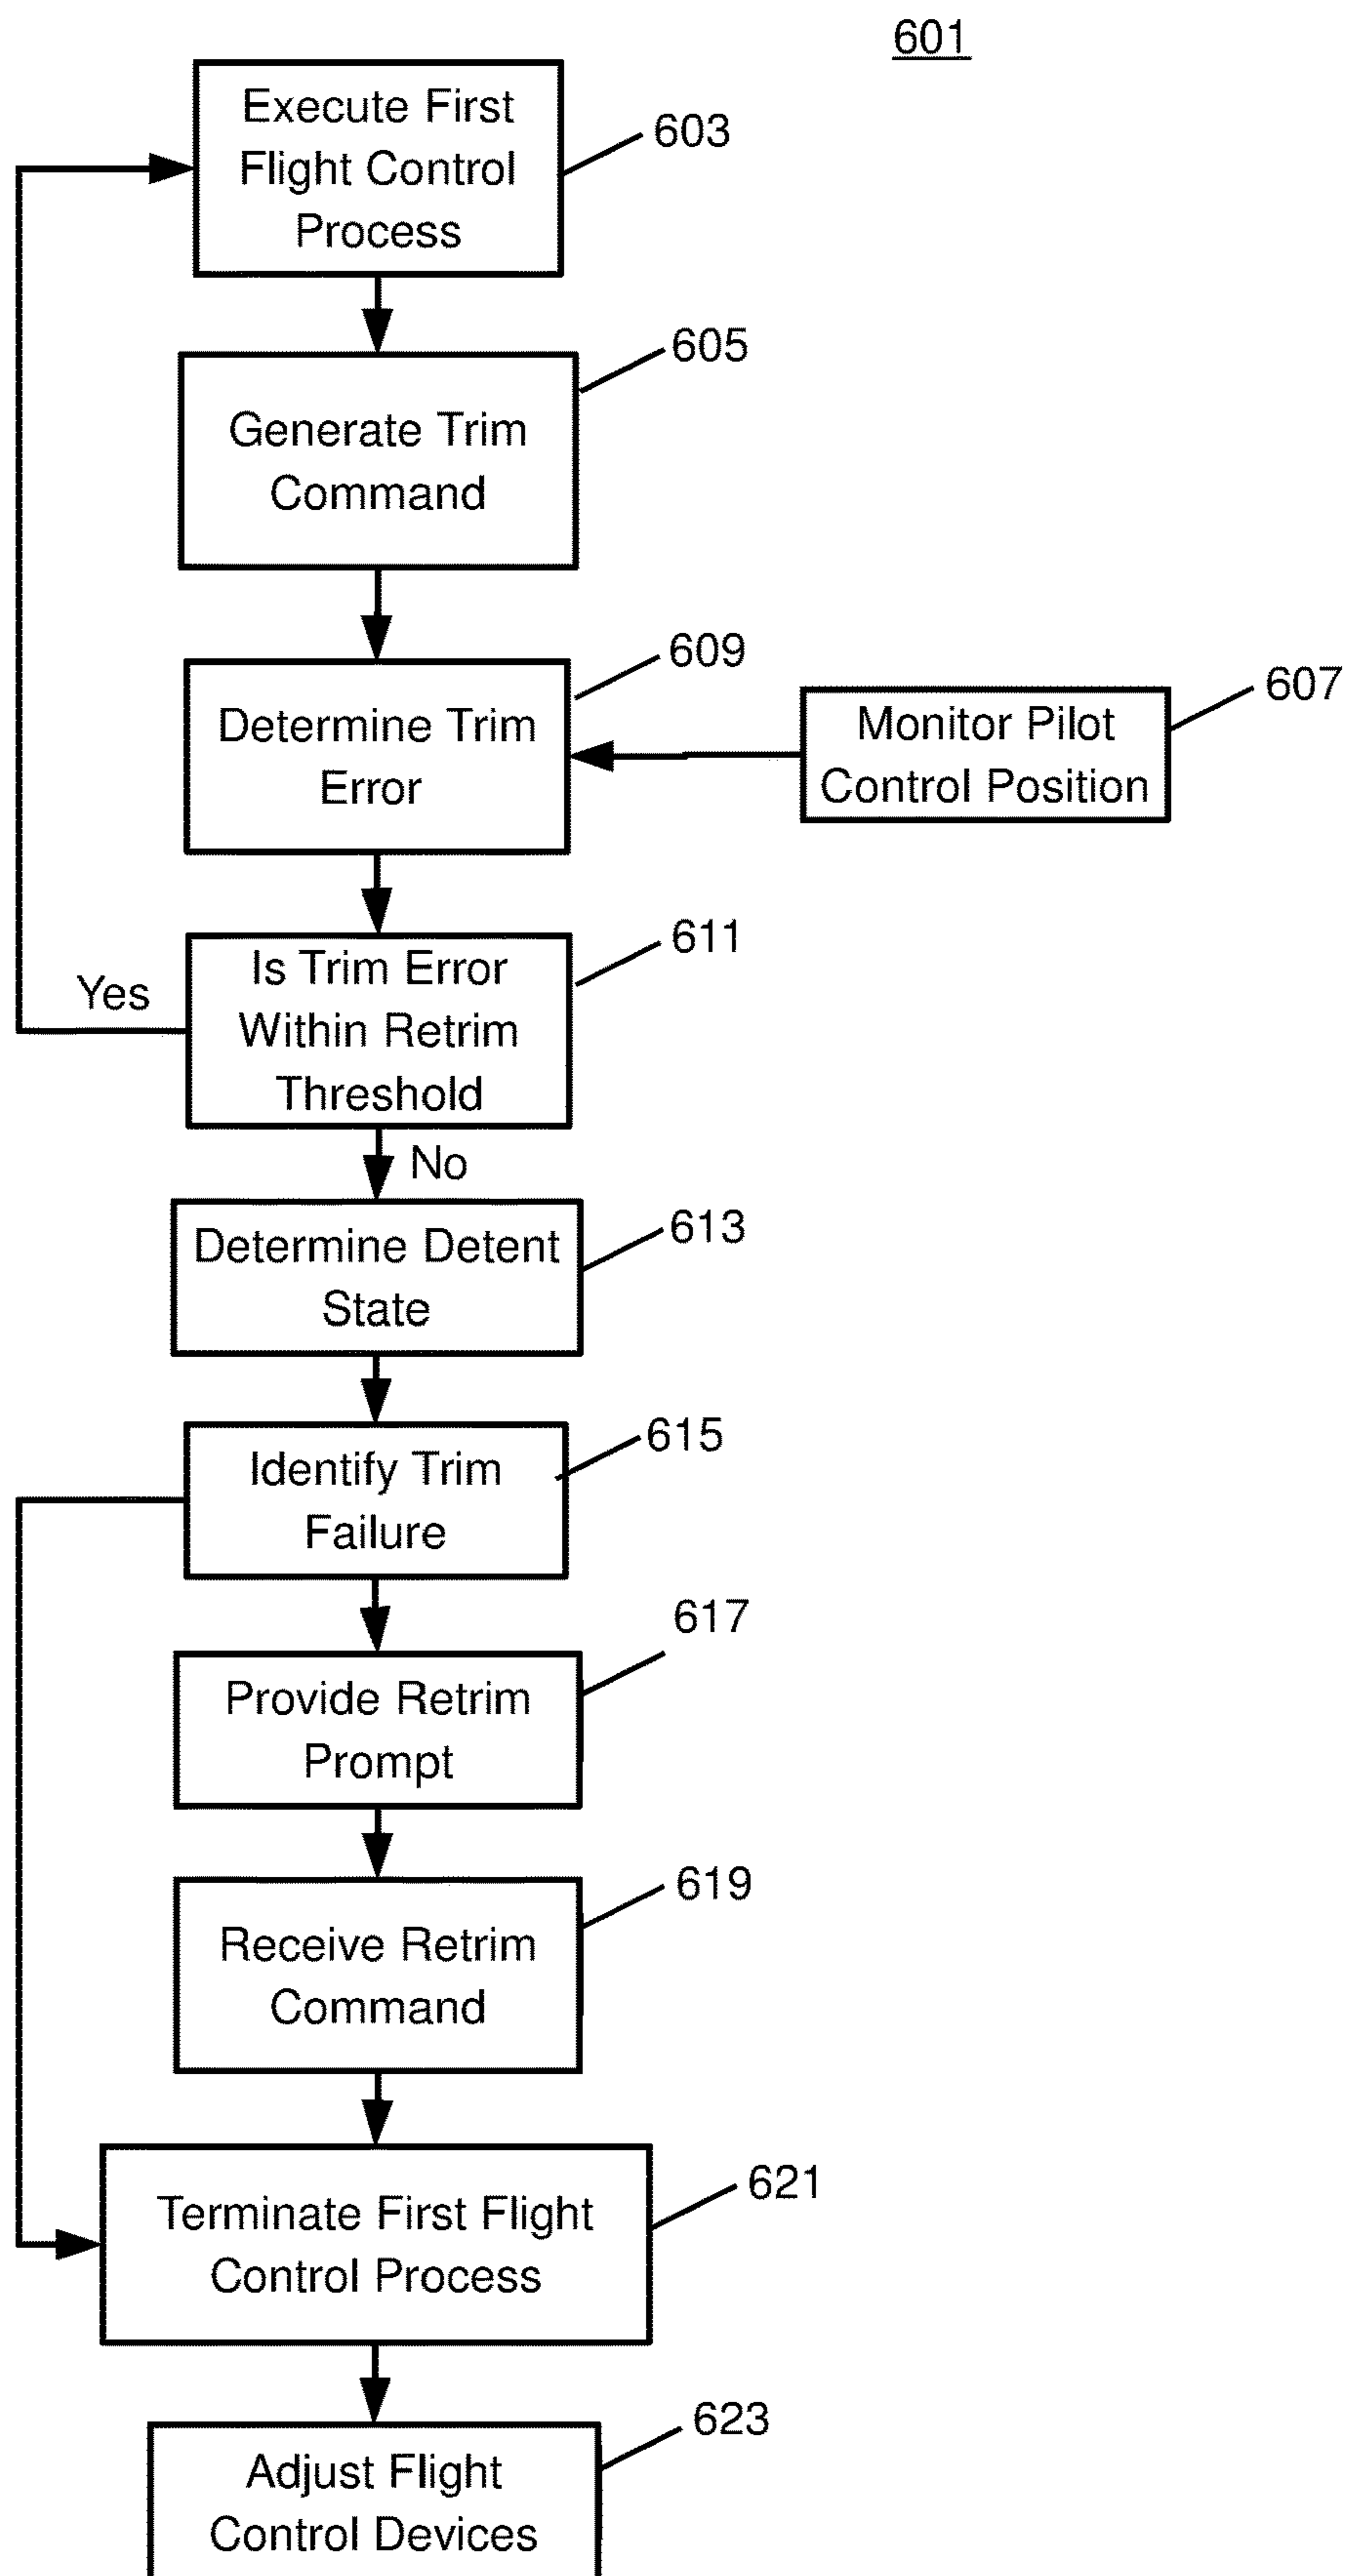 601
Execute First
Flight Control
Process
603
Generate Trim
Command
605
Determine Trim
Error
609
Monitor Pilot
Control Position
607
Is Trim Error
Within Retrim
Threshold
611
Yes
No
Determine Detent
State
613
Identify Trim
Failure
615
Provide Retrim
Prompt
617
Receive Retrim
Command
619
Terminate First Flight
Control Process
621
Adjust Flight
Control Devices
623